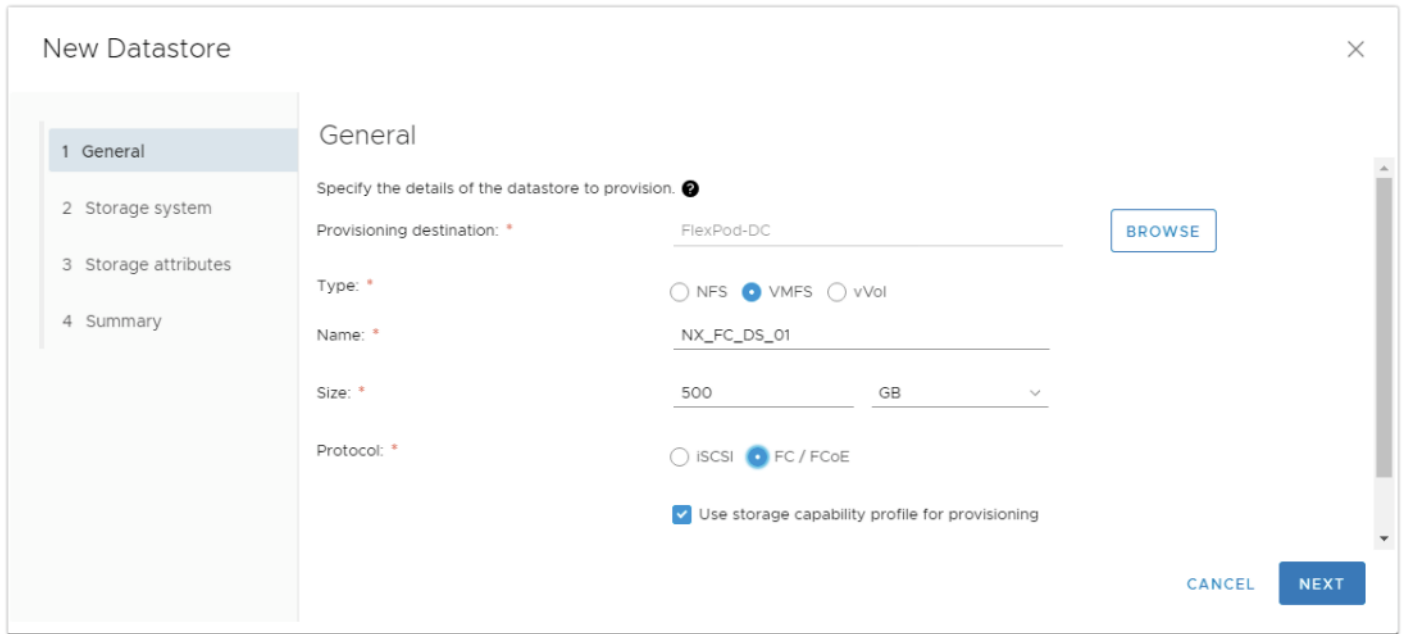 New Datastore
1 General
2 Storage system
3 Storage attributes
4 Summary
General
Specify the details of the datastore to provision. ?
Provisioning destination: * FlexPod-DC BROWSE
Type: * NFS VMFS vVol
Name: * NX_FC_DS_01
Size: * 500 GB
Protocol: * iSCSI FC / FCoE
Use storage capability profile for provisioning
CANCEL NEXT